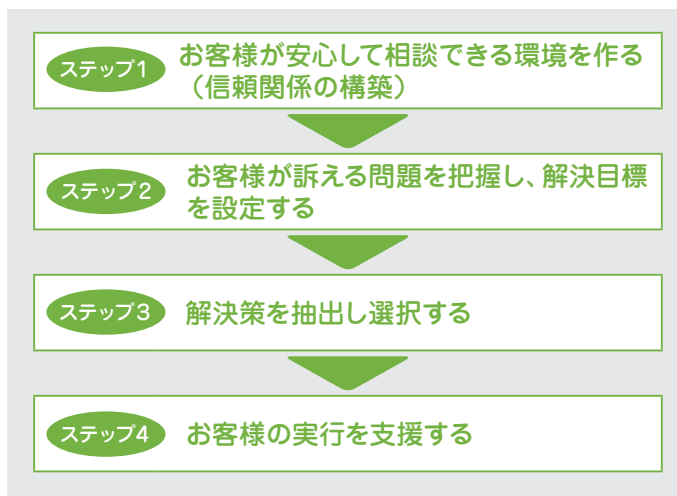 ステップ1
お客様が安心して相談できる環境を作る
（信頼関係の構築）
ステップ2
お客様が訴える問題を把握し、解決目標
を設定する
ステップ3
解決策を抽出し選択する
ステップ4
お客様の実行を支援する